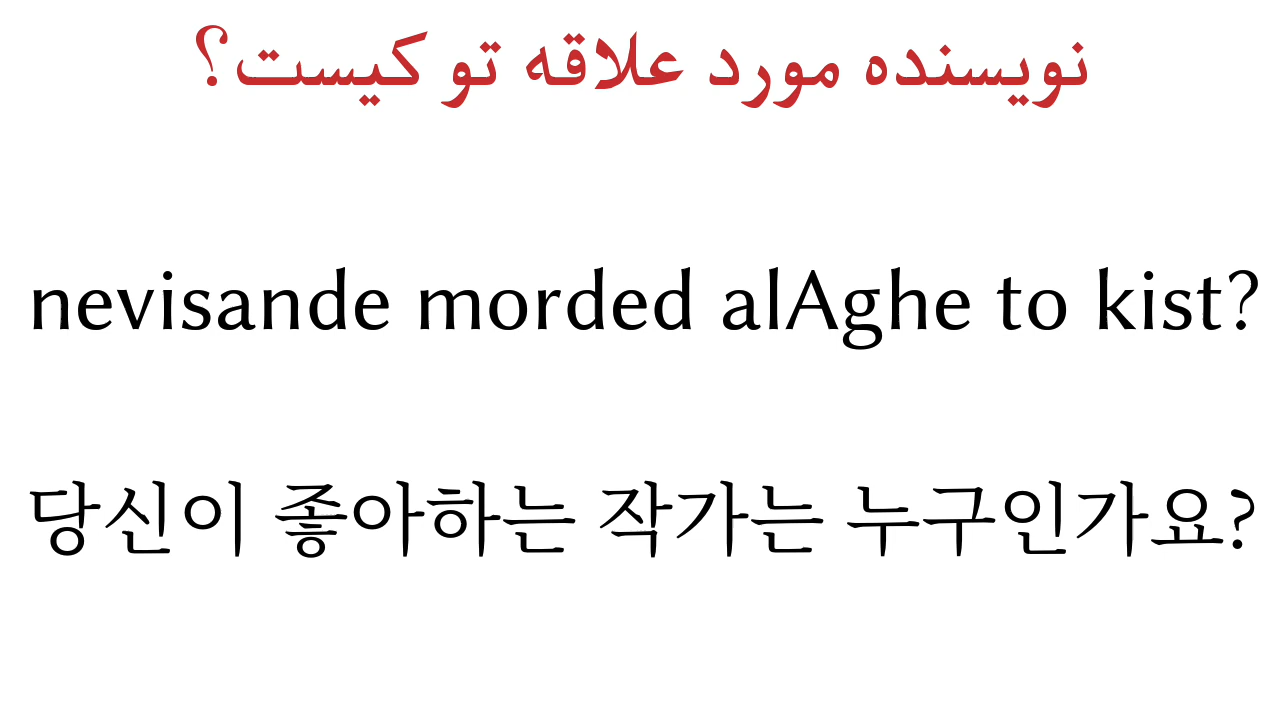 نویسنده مورد علاقه تو کیست؟
nevisande morded alAghe to kist?
당신이 좋아하는 작가는 누구인가요?